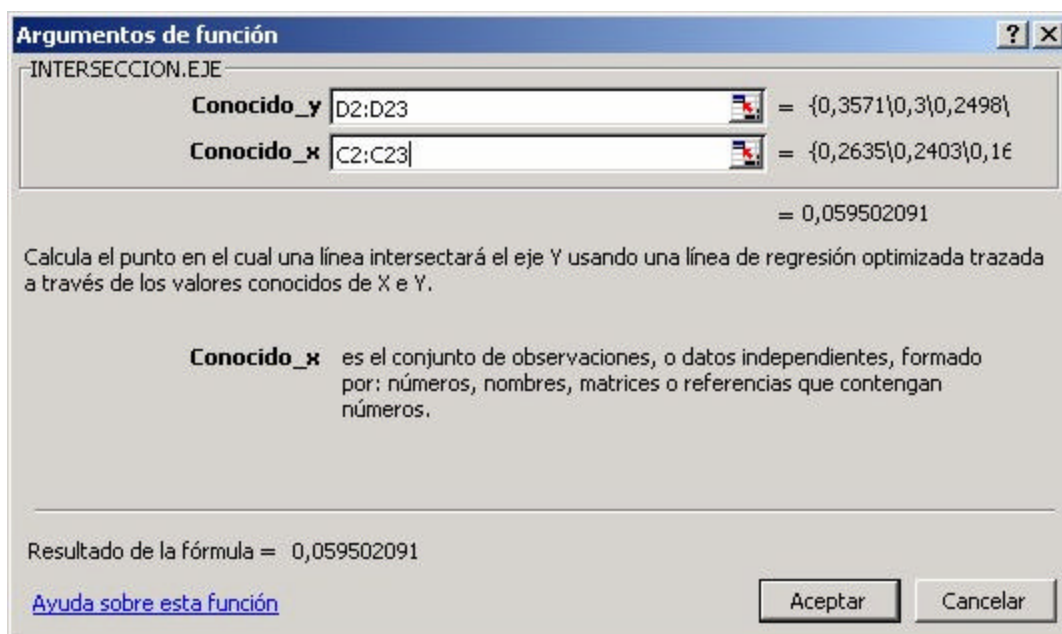 Argumentos de función
INTERSECCION.EJE
Conocido_y D2:D23 = {0,3571\0,3\0,2498\
Conocido_x C2:C23 = {0,2635\0,2403\0,16
= 0,059502091
Calcula el punto en el cual una línea intersectará el eje Y usando una línea de regresión optimizada trazada
a través de los valores conocidos de X e Y.
Conocido_x es el conjunto de observaciones, o datos independientes, formado
por: números, nombres, matrices o referencias que contengan
números.
Resultado de la fórmula = 0,059502091
Ayuda sobre esta función Aceptar Cancelar